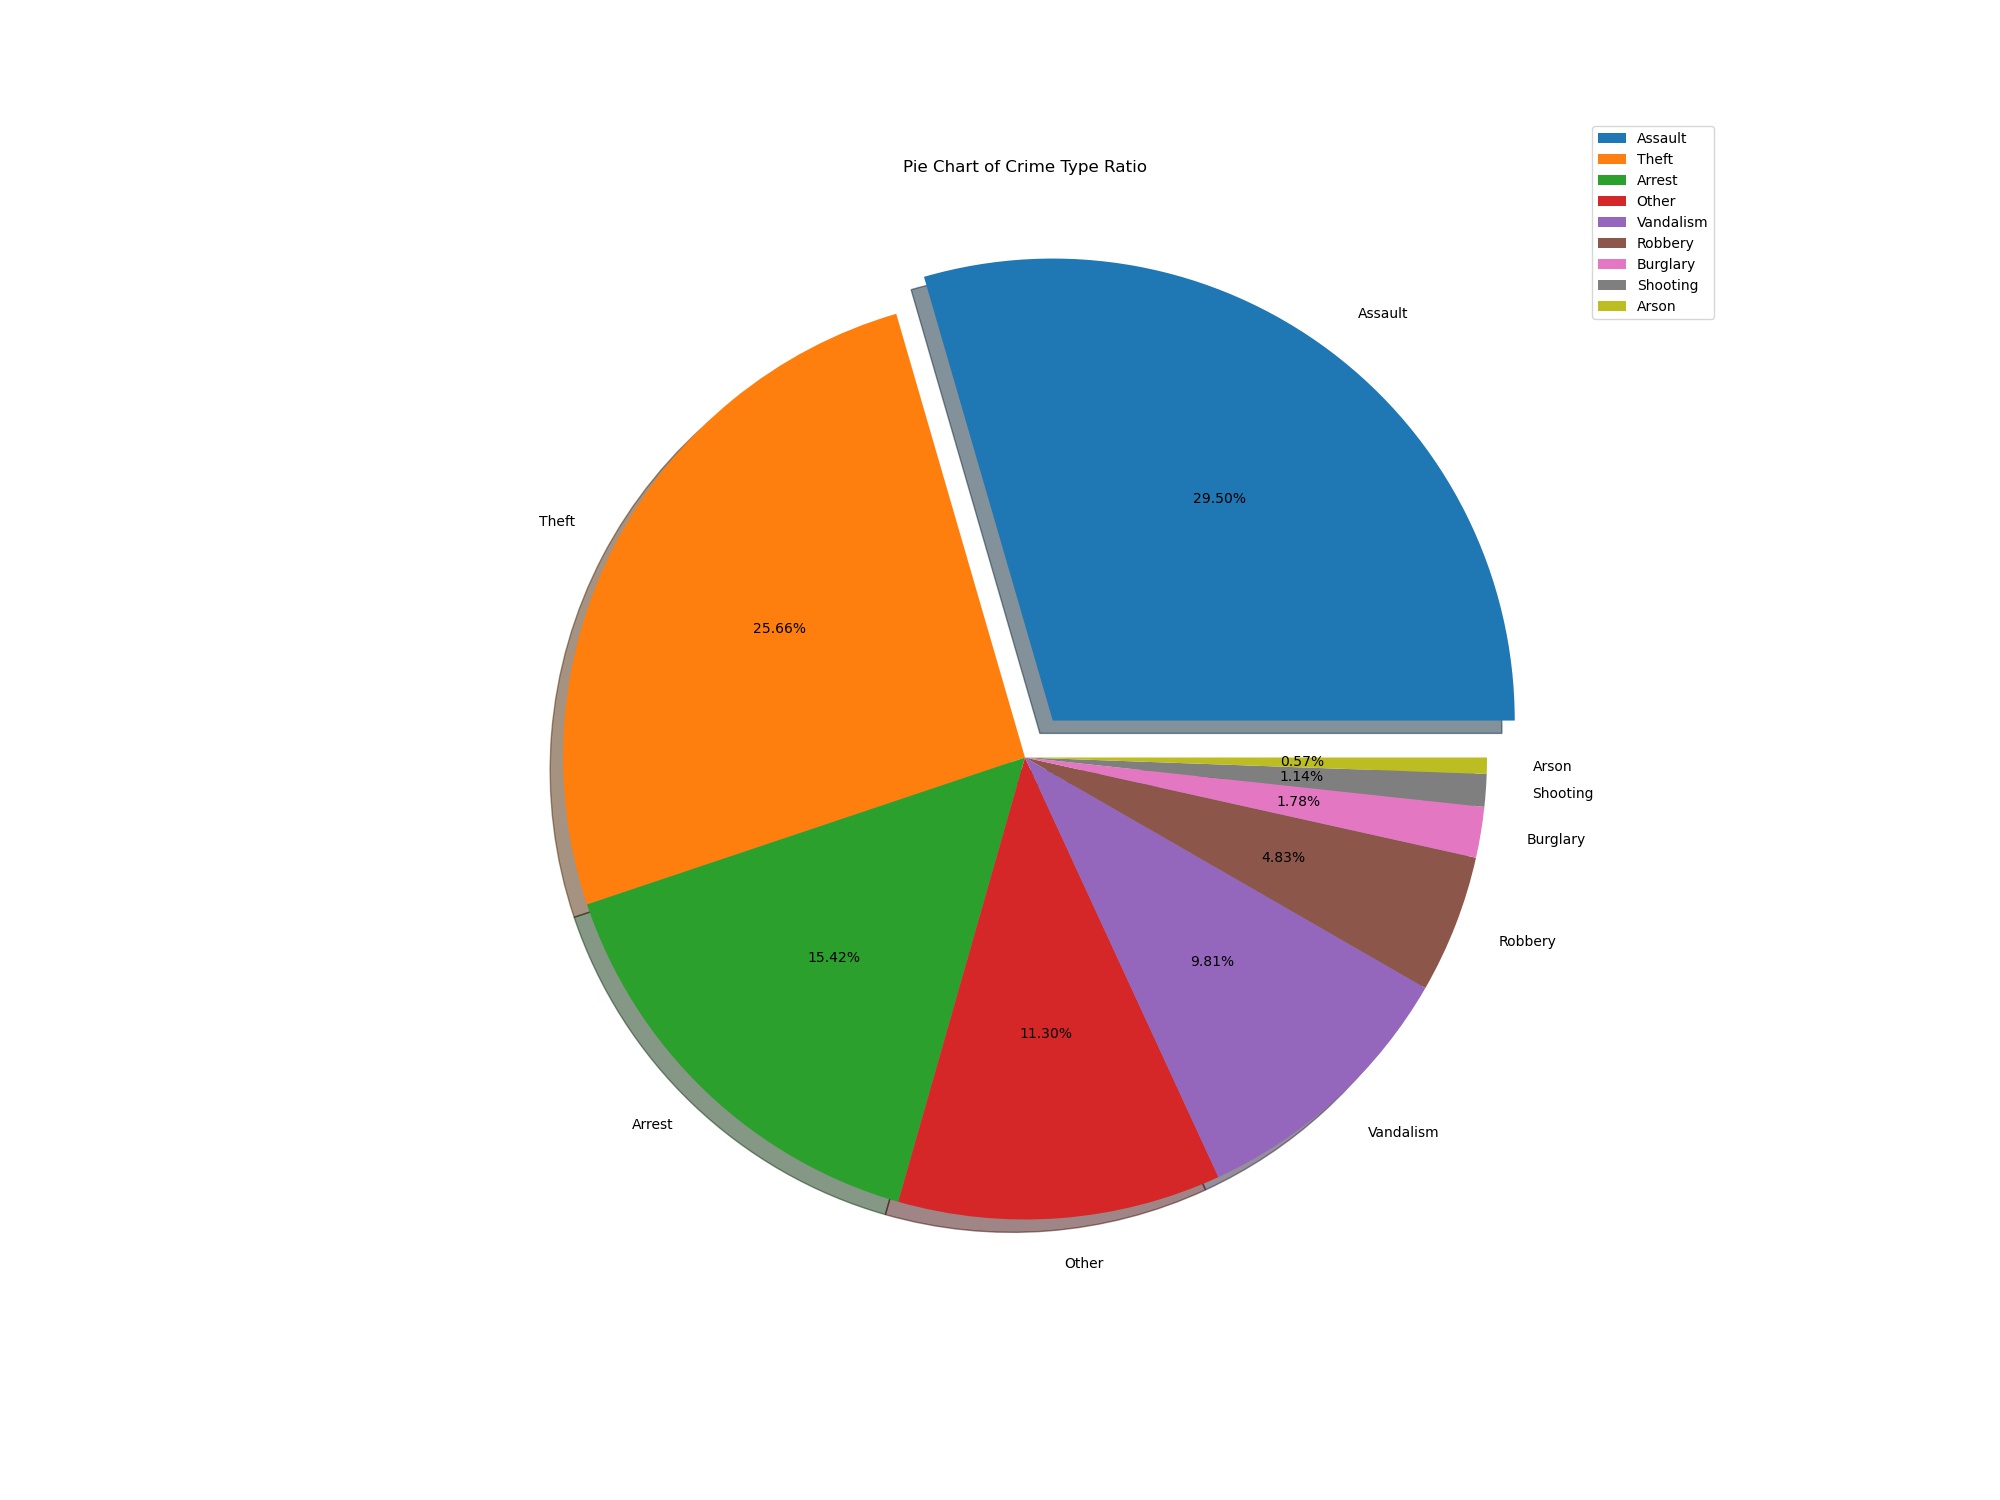 Pie Chart of Crime Type Ratio
Assault
Theft
Arrest
Other
Vandalism
Robbery
Burglary
Shooting
Arson
Assault
29.50%
Theft
25.66%
Arrest
15.42%
Other
11.30%
Vandalism
9.81%
Robbery
4.83%
Burglary
1.78%
Shooting
1.14%
Arson
0.57%